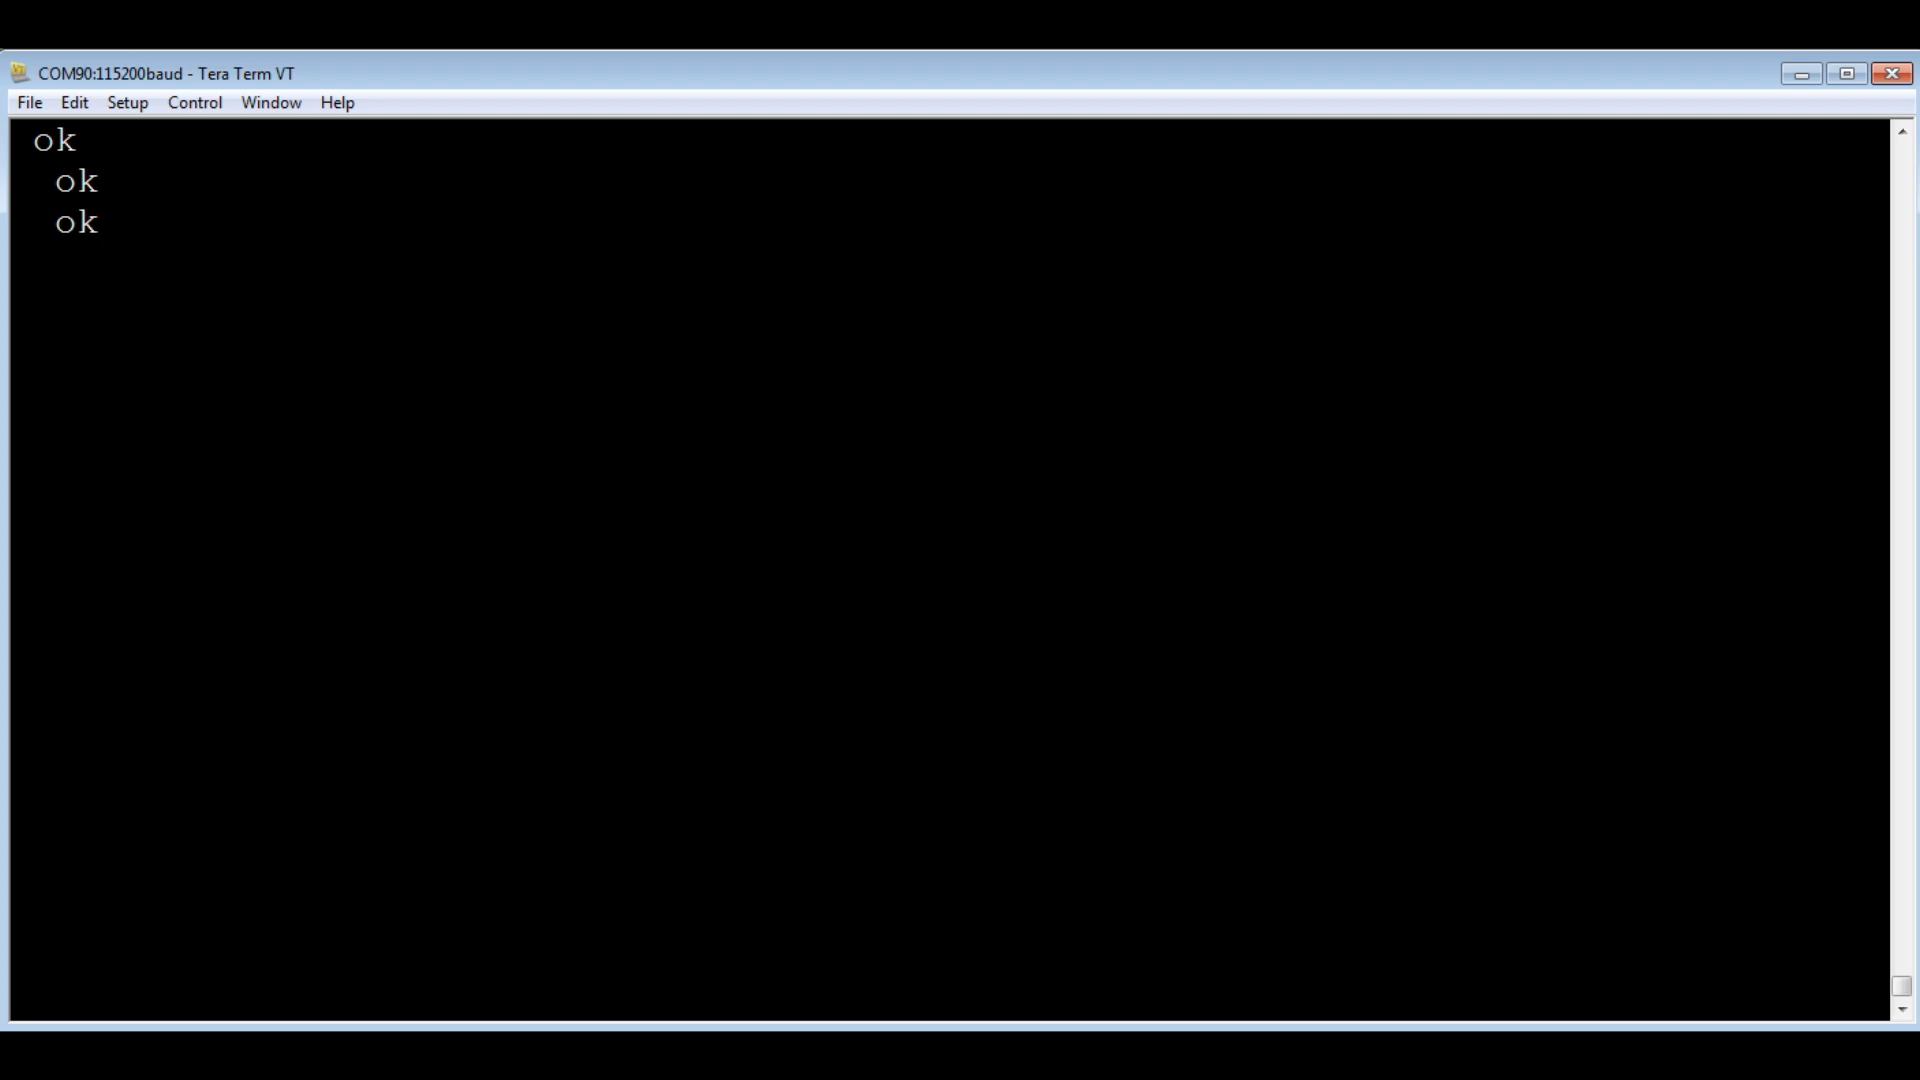 COM90:115200baud - Tera Term VT
File Edit Setup Control Window Help
ok
ok
ok